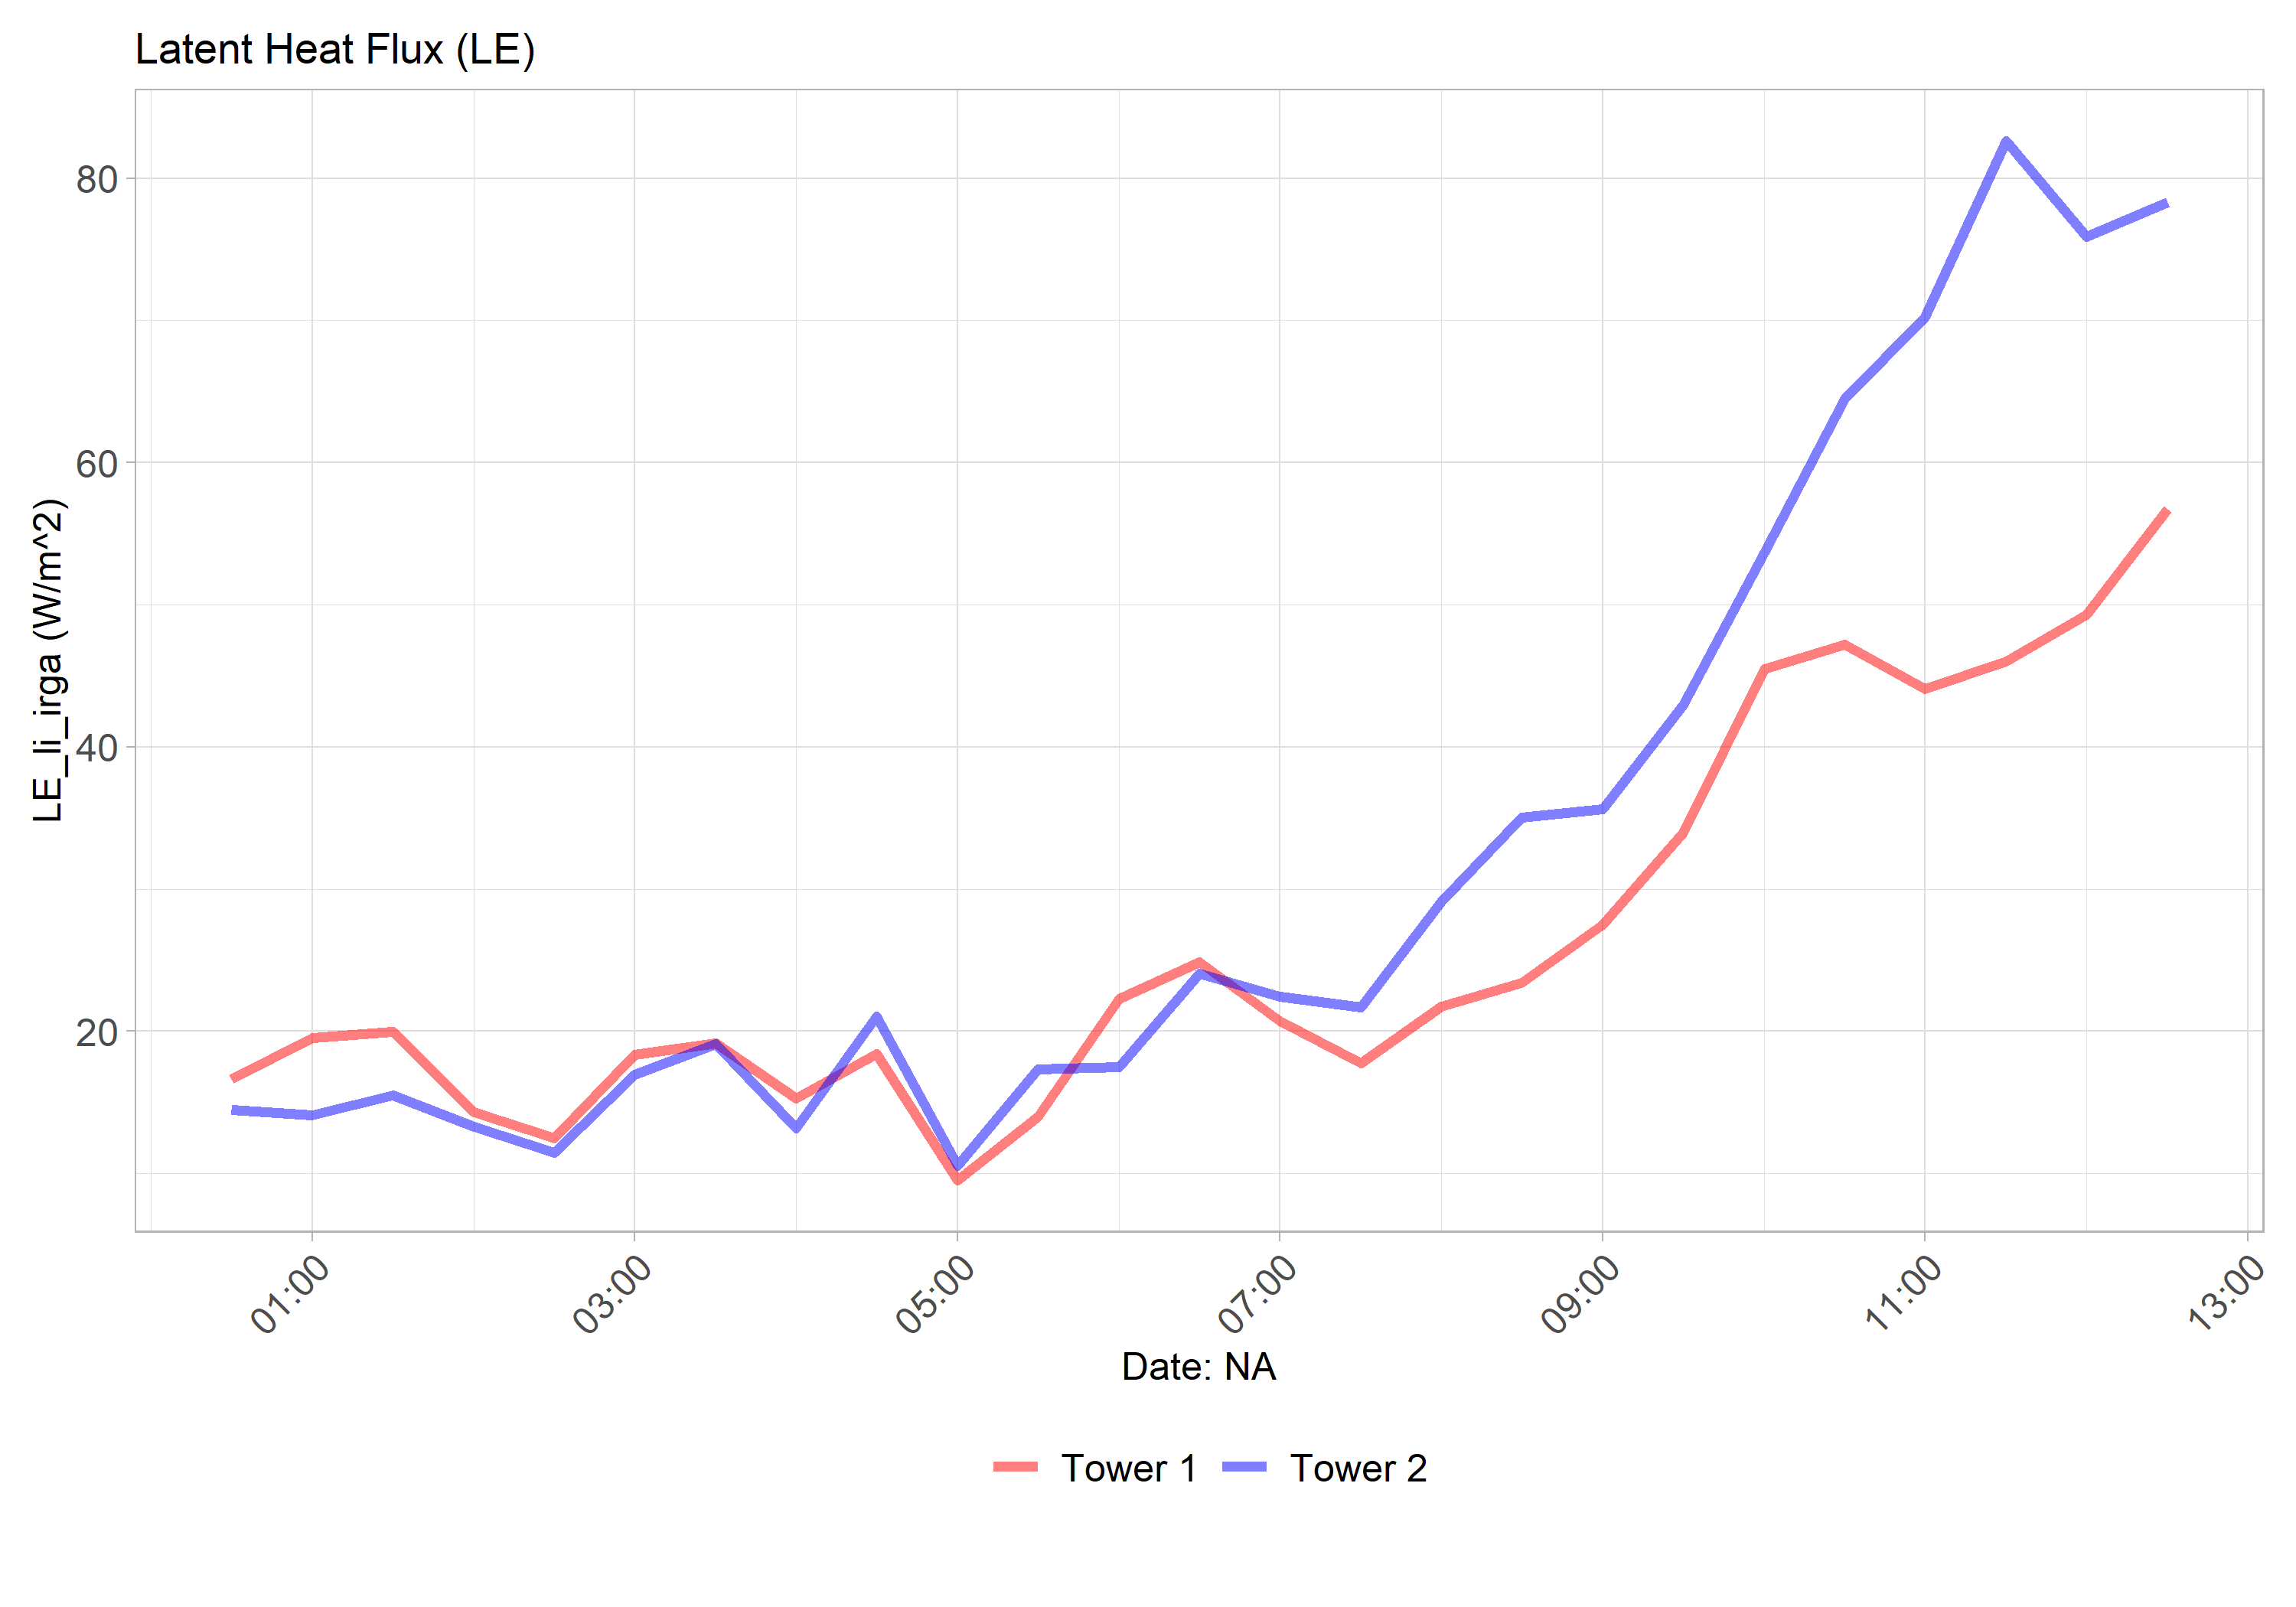 Latent Heat Flux (LE)
LE_li_irga (W/m^2)
80
60
40
20
01:00
03:00
05:00
07:00
09:00
11:00
13:00
Date: NA
Tower 1
Tower 2